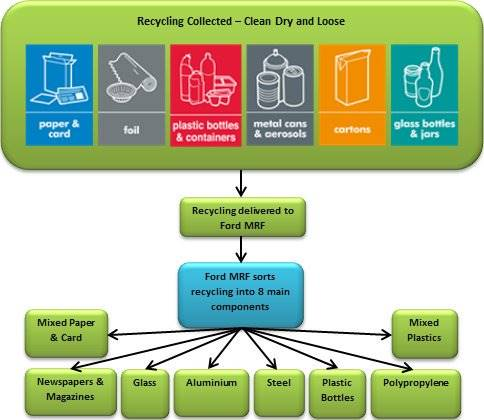 Recycling Collected – Clean Dry and Loose
paper &
card
foil
plastic bottles
& containers
metal cans
& aerosols
cartons
glass bottles
& jars
Recycling delivered to
Ford MRF
Ford MRF sorts
recycling into 8 main
components
Mixed Paper
& Card
Mixed
Plastics
Newspapers &
Magazines
Glass
Aluminium
Steel
Plastic
Bottles
Polypropylene